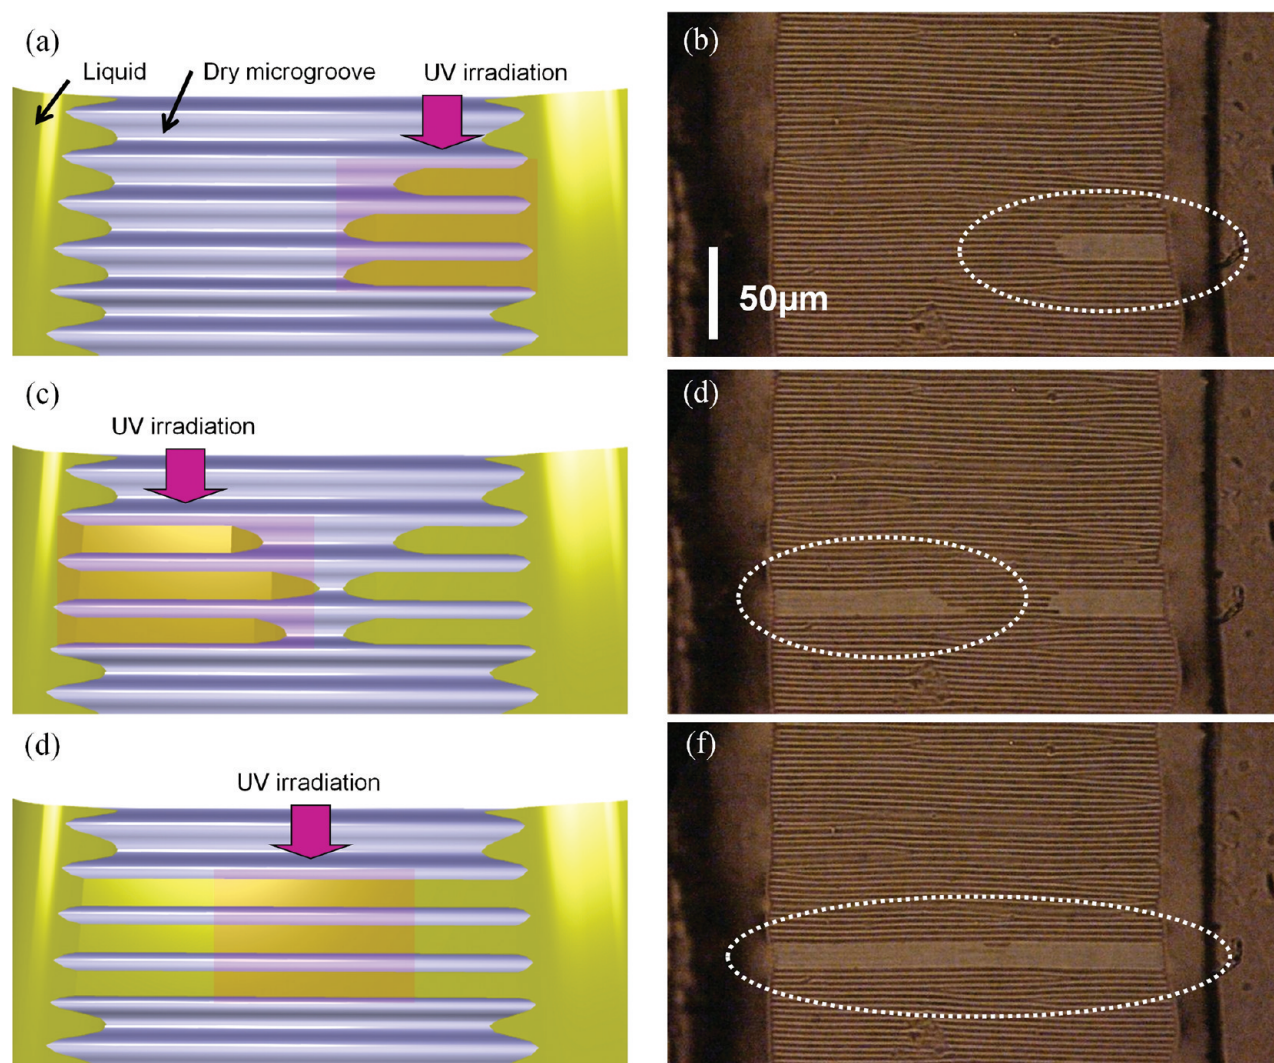 (a)
Liquid
Dry microgroove
UV irradiation
(b)
50μm
(c)
UV irradiation
(d)
(d)
UV irradiation
(f)